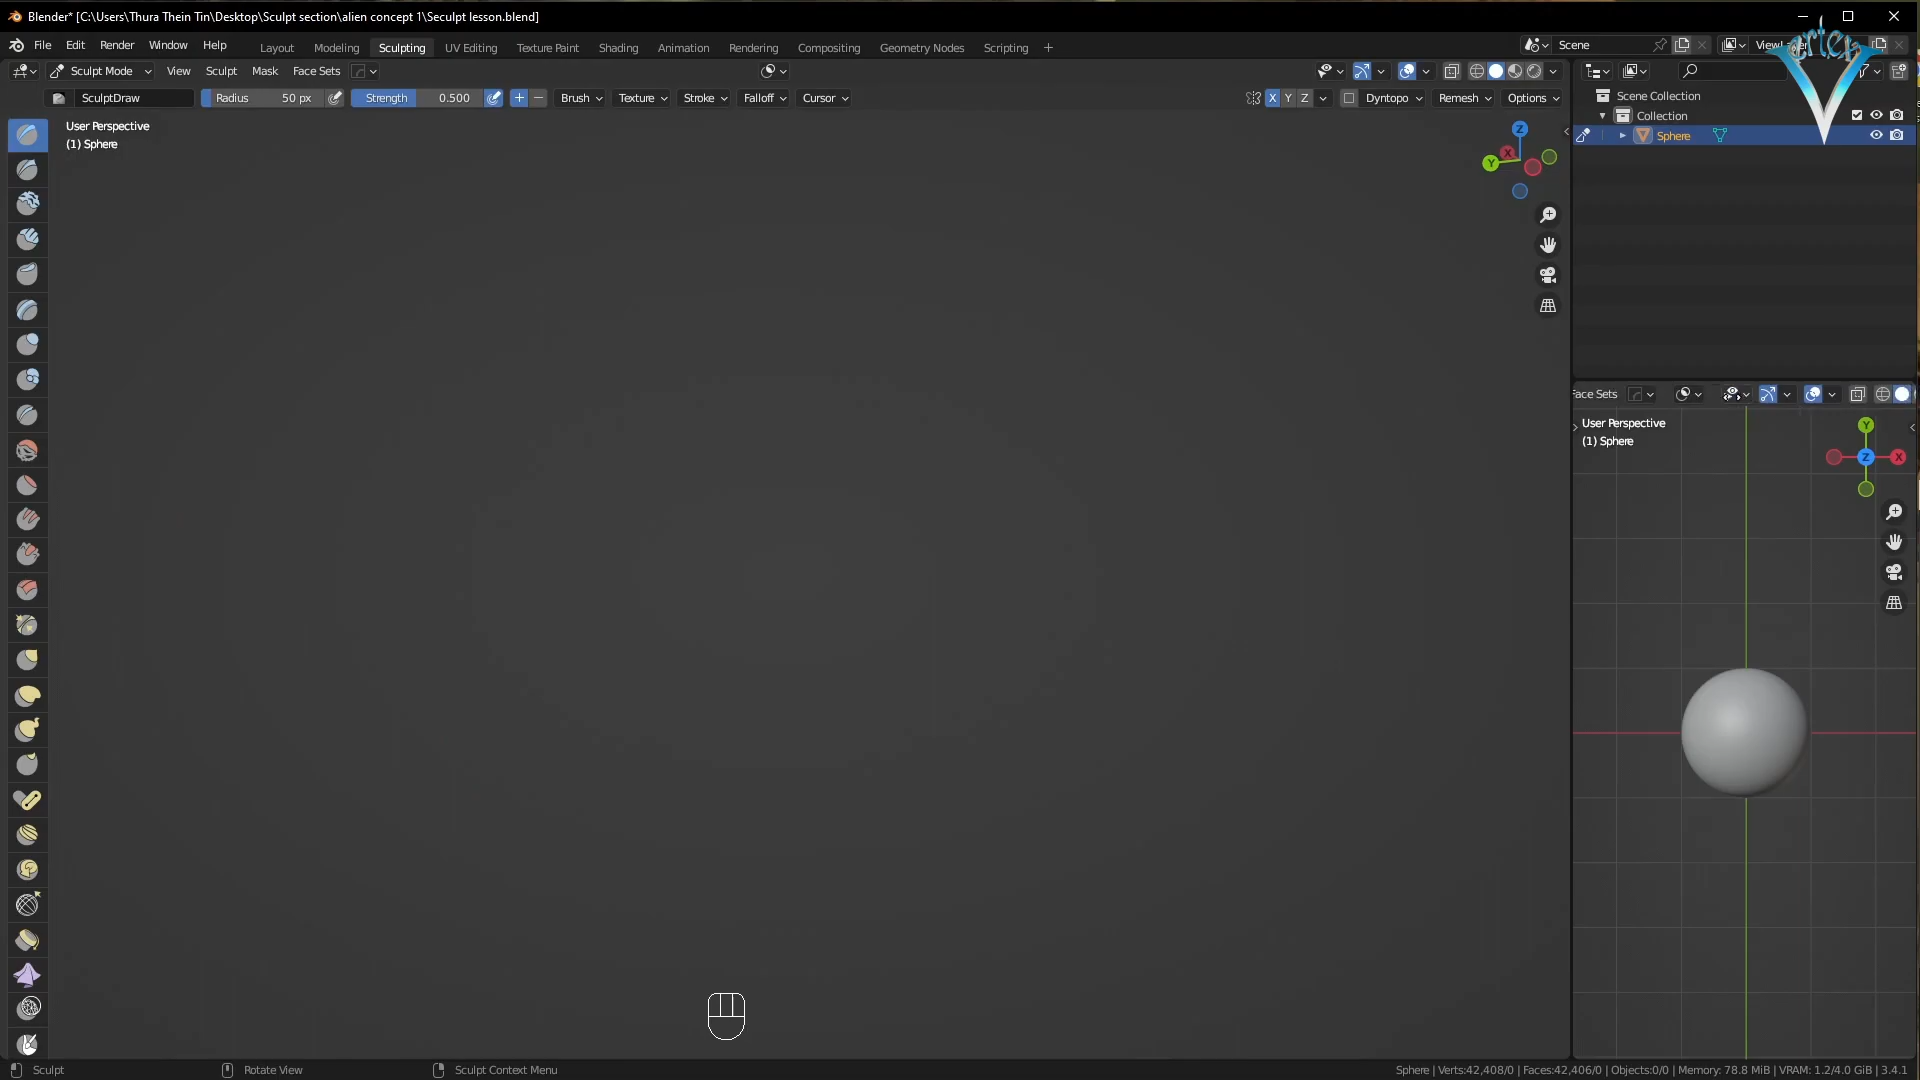 Blender* [C:\Users\Thura Thein Tin\Desktop\Sculpt section\alien concept 1\Seculpt lesson.blend]
File Edit Render Window Help Layout Modeling Sculpting UV Editing Texture Paint Shading Animation Rendering Compositing Geometry Nodes Scripting + Scene
Sculpt Mode View Sculpt Mask Face Sets
SculptDraw Radius 50 px Strength 0.500 Brush Texture Stroke Falloff Cursor X Y Z Dyntopo Remesh Options
User Perspective
(1) Sphere
Z
X
Y
Scene Collection
Collection
Sphere
Face Sets
User Perspective
(1) Sphere
Y
Z X
Sculpt Rotate View Sculpt Context Menu Sphere | Verts:42,408/0 | Faces:42,406/0 | Objects:0/0 | Memory: 78.8 MiB | VRAM: 1.2/4.0 GiB | 3.4.1